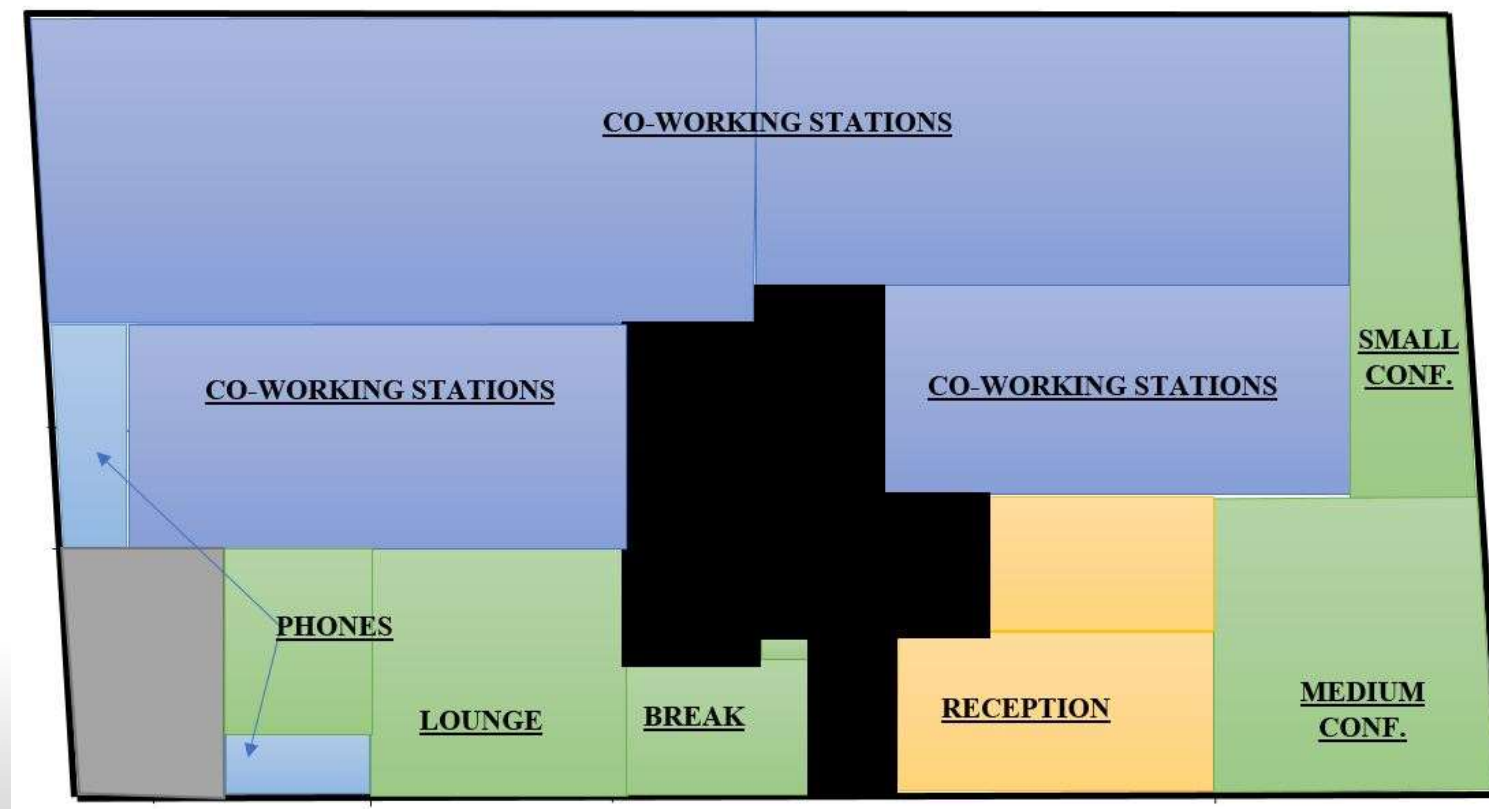 CO-WORKING STATIONS
SMALL
CONF.
CO-WORKING STATIONS
CO-WORKING STATIONS
PHONES
LOUNGE
BREAK
RECEPTION
MEDIUM
CONF.